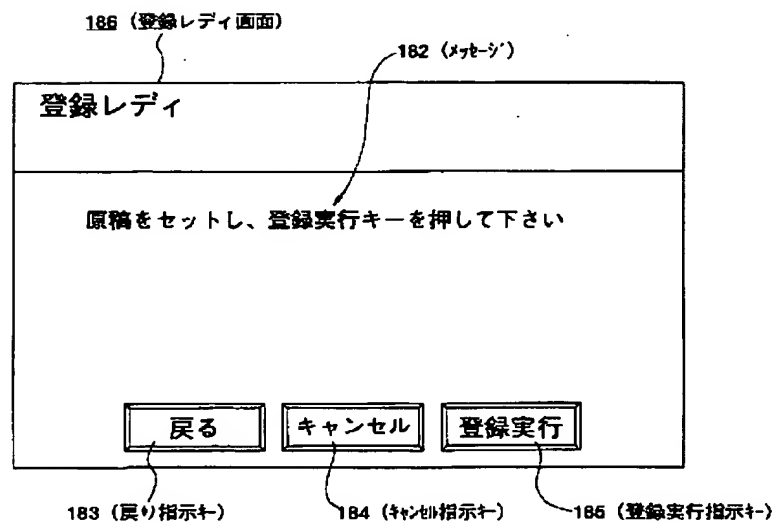 186（登録レディ画面）
182（メッセージ）
登録レディ
原稿をセットし、登録実行キーを押して下さい
戻る
キャンセル
登録実行
183（戻り指示キー）
184（キャンセル指示キー）
185（登録実行指示キー）